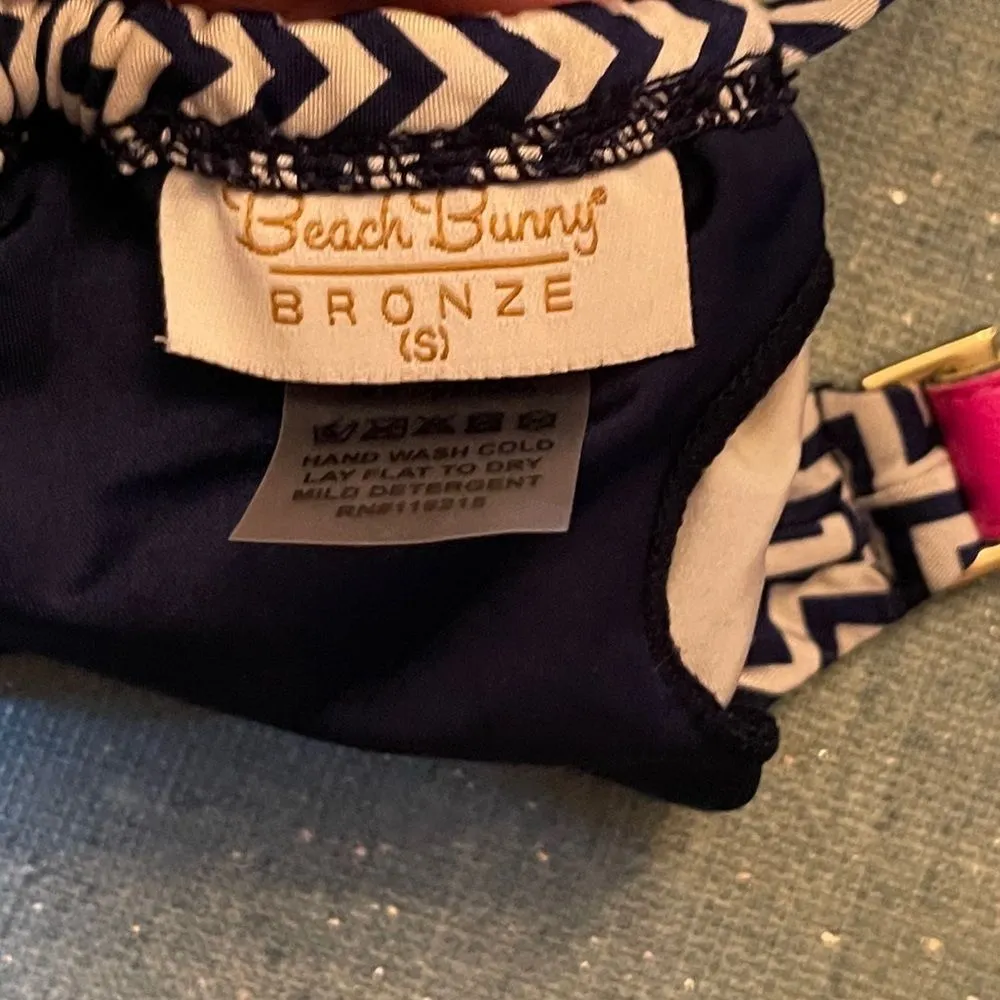 Beach Bunny®
BRONZE
(S)
HAND WASH COLD
LAY FLAT TO DRY
MILD DETERGENT